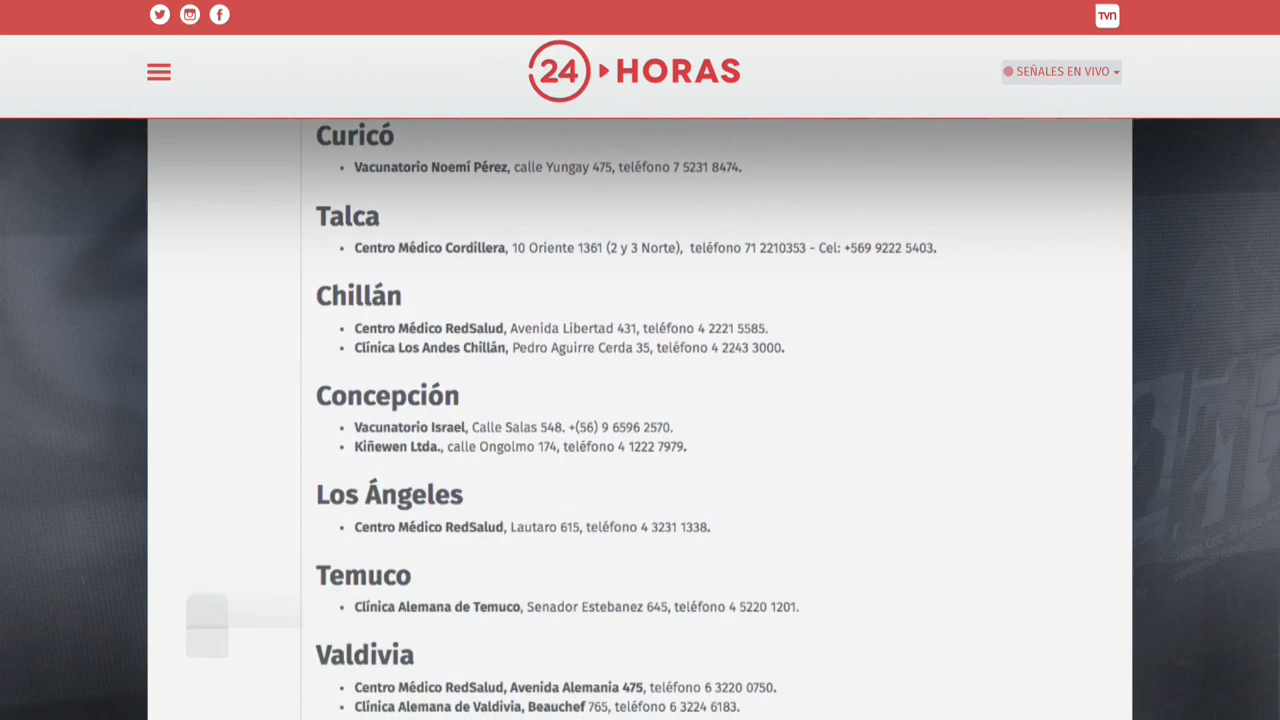 TVN
24 HORAS
SEÑALES EN VIVO
Curicó
• Vacunatorio Noemí Pérez, calle Yungay 475, teléfono 7 5231 8474.
Talca
• Centro Médico Cordillera, 10 Oriente 1361 (2 y 3 Norte), teléfono 71 2210353 - Cel: +569 9222 5403.
Chillán
• Centro Médico RedSalud, Avenida Libertad 431, teléfono 4 2221 5585.
• Clínica Los Andes Chillán, Pedro Aguirre Cerda 35, teléfono 4 2243 3000.
Concepción
• Vacunatorio Israel, Calle Salas 548. +(56) 9 6596 2570.
• Kiñewen Ltda., calle Ongolmo 174, teléfono 4 1222 7979.
Los Ángeles
• Centro Médico RedSalud, Lautaro 615, teléfono 4 3231 1338.
Temuco
• Clínica Alemana de Temuco, Senador Estebanez 645, teléfono 4 5220 1201.
Valdivia
• Centro Médico RedSalud, Avenida Alemania 475, teléfono 6 3220 0750.
• Clínica Alemana de Valdivia, Beauchef 765, teléfono 6 3224 6183.